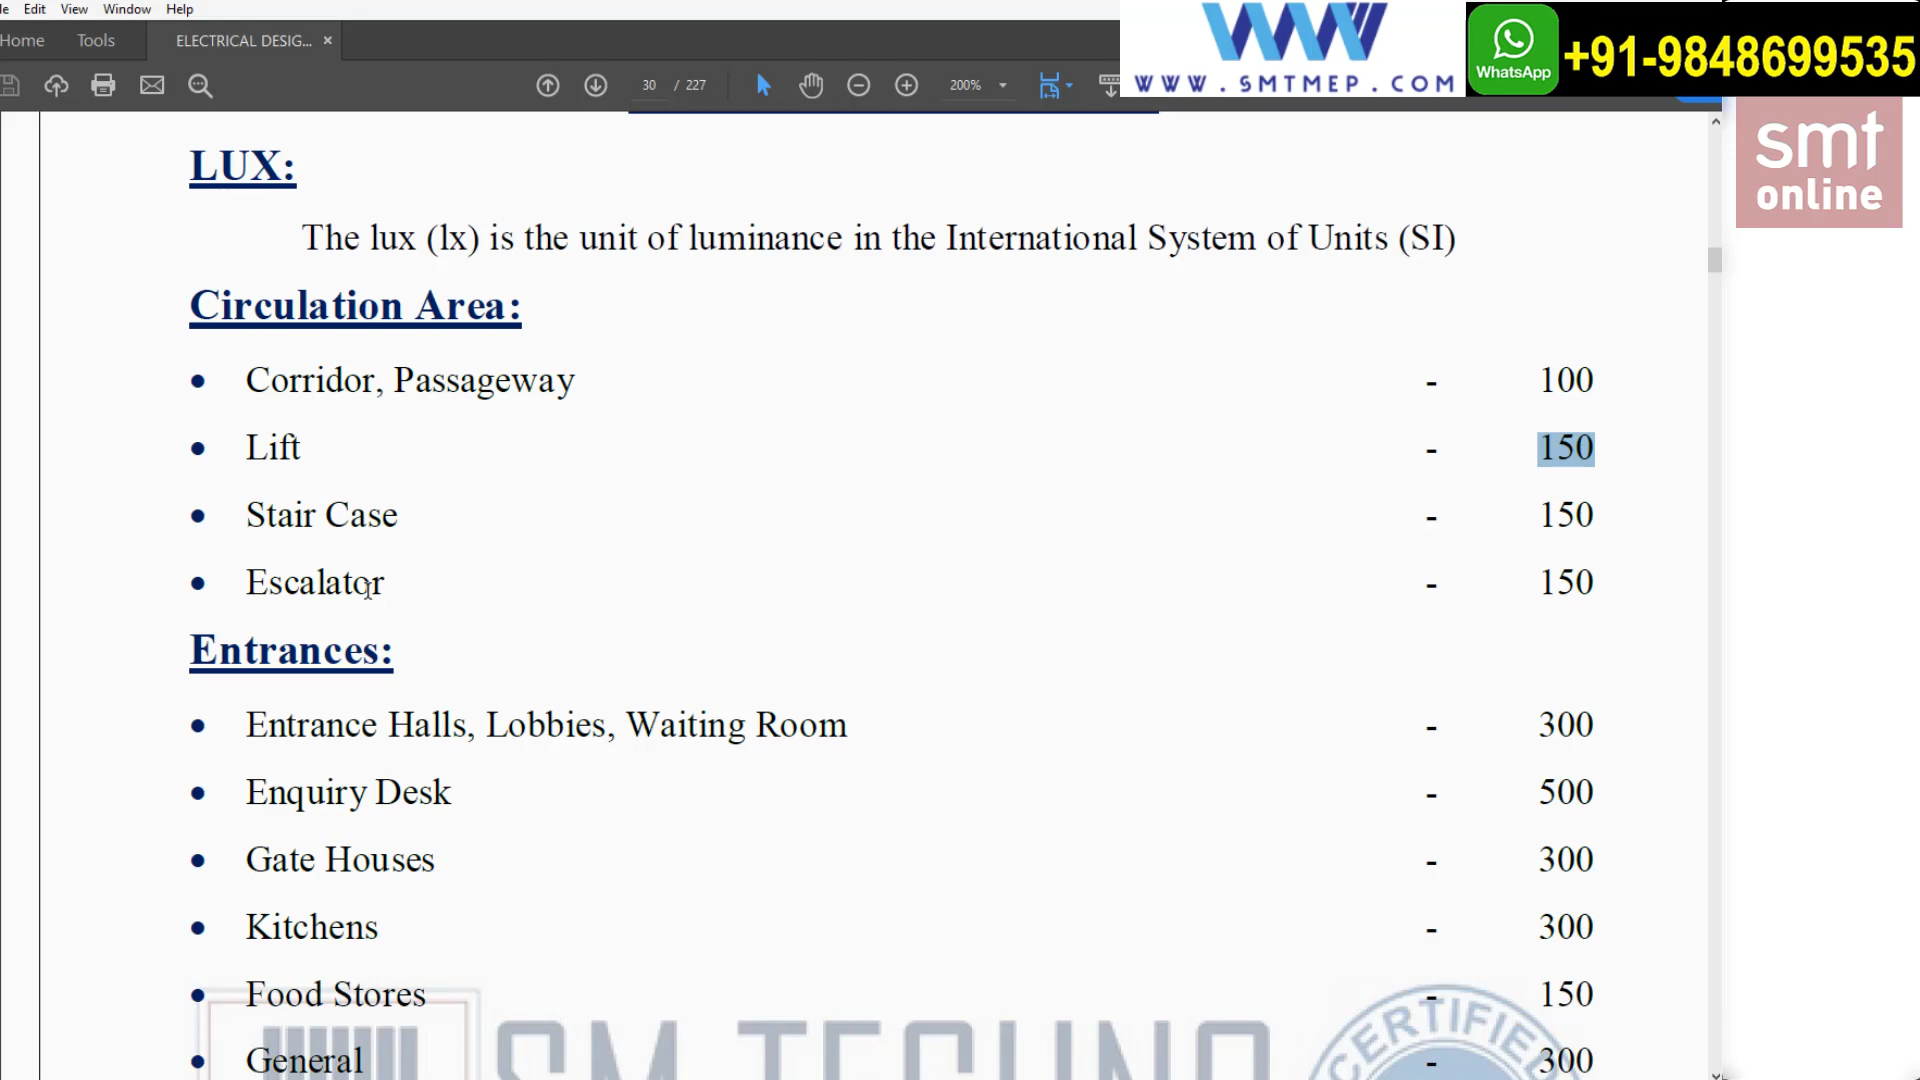 Edit View Window Help
Home Tools ELECTRICAL DESIG... ×
30 / 227 200%
WWW.SMTMEP.COM
WhatsApp +91-9848699535
smt
online
LUX:
The lux (lx) is the unit of luminance in the International System of Units (SI)
Circulation Area:
• Corridor, Passageway - 100
• Lift - 150
• Stair Case - 150
• Escalator - 150
Entrances:
• Entrance Halls, Lobbies, Waiting Room - 300
• Enquiry Desk - 500
• Gate Houses - 300
• Kitchens - 300
• Food Stores - 150
• General - 300
SM TECHNO
CERTIFIED